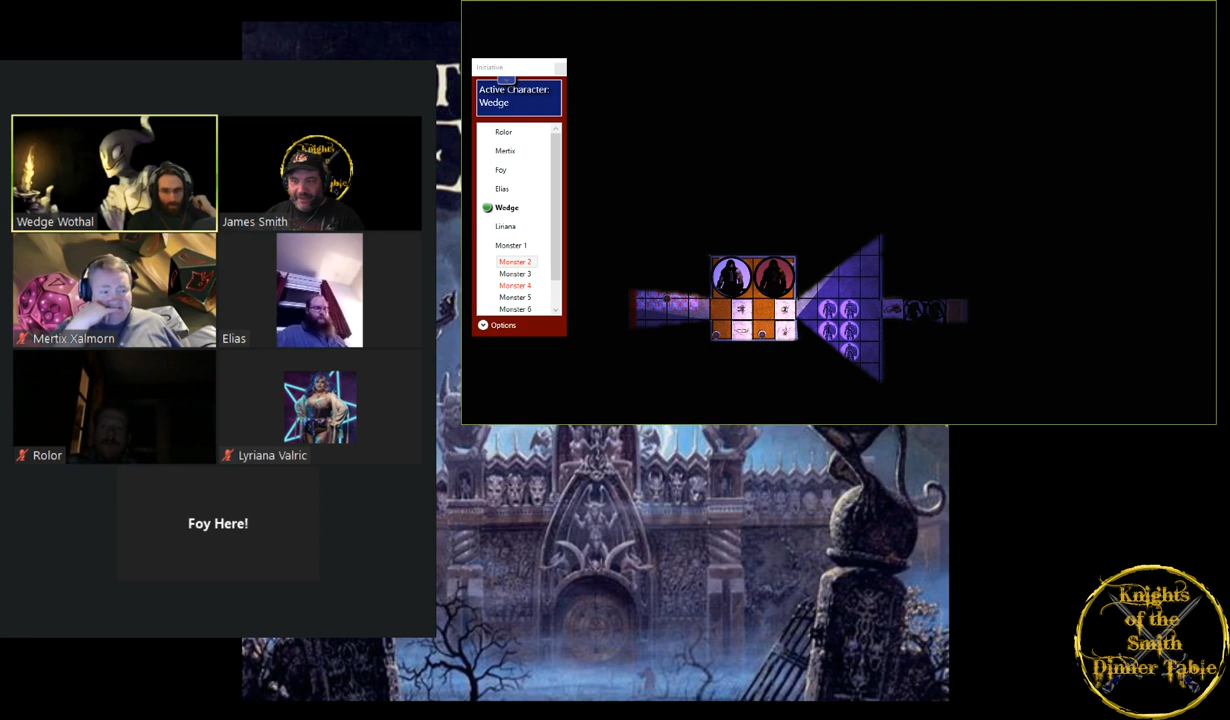 Initiative
Active Character:
Wedge
Rolor
Mertix
Foy
Elias
Wedge
Liriana
Monster 1
Monster 2
Monster 3
Monster 4
Monster 5
Monster 6
Options
Wedge Wothal
James Smith
Mertix Xalmorn
Elias
Rolor
Lyriana Valric
Foy Here!
Knights
of the
Smith
Dinner Table